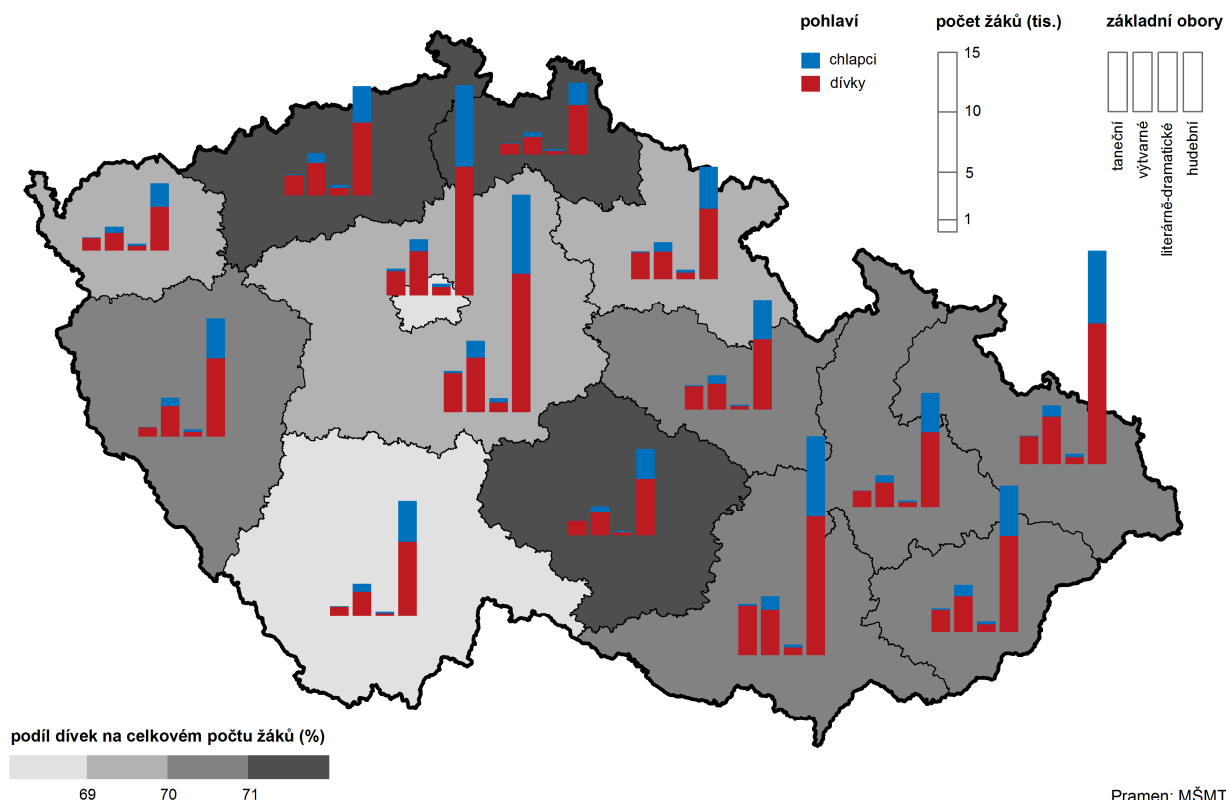 pohlaví
chlapci
dívky
počet žáků (tis.)
15
10
5
1
základní obory
taneční
výtvarné
literárně-dramatické
hudební
podíl dívek na celkovém počtu žáků (%)
69 70 71
Pramen: MŠMT